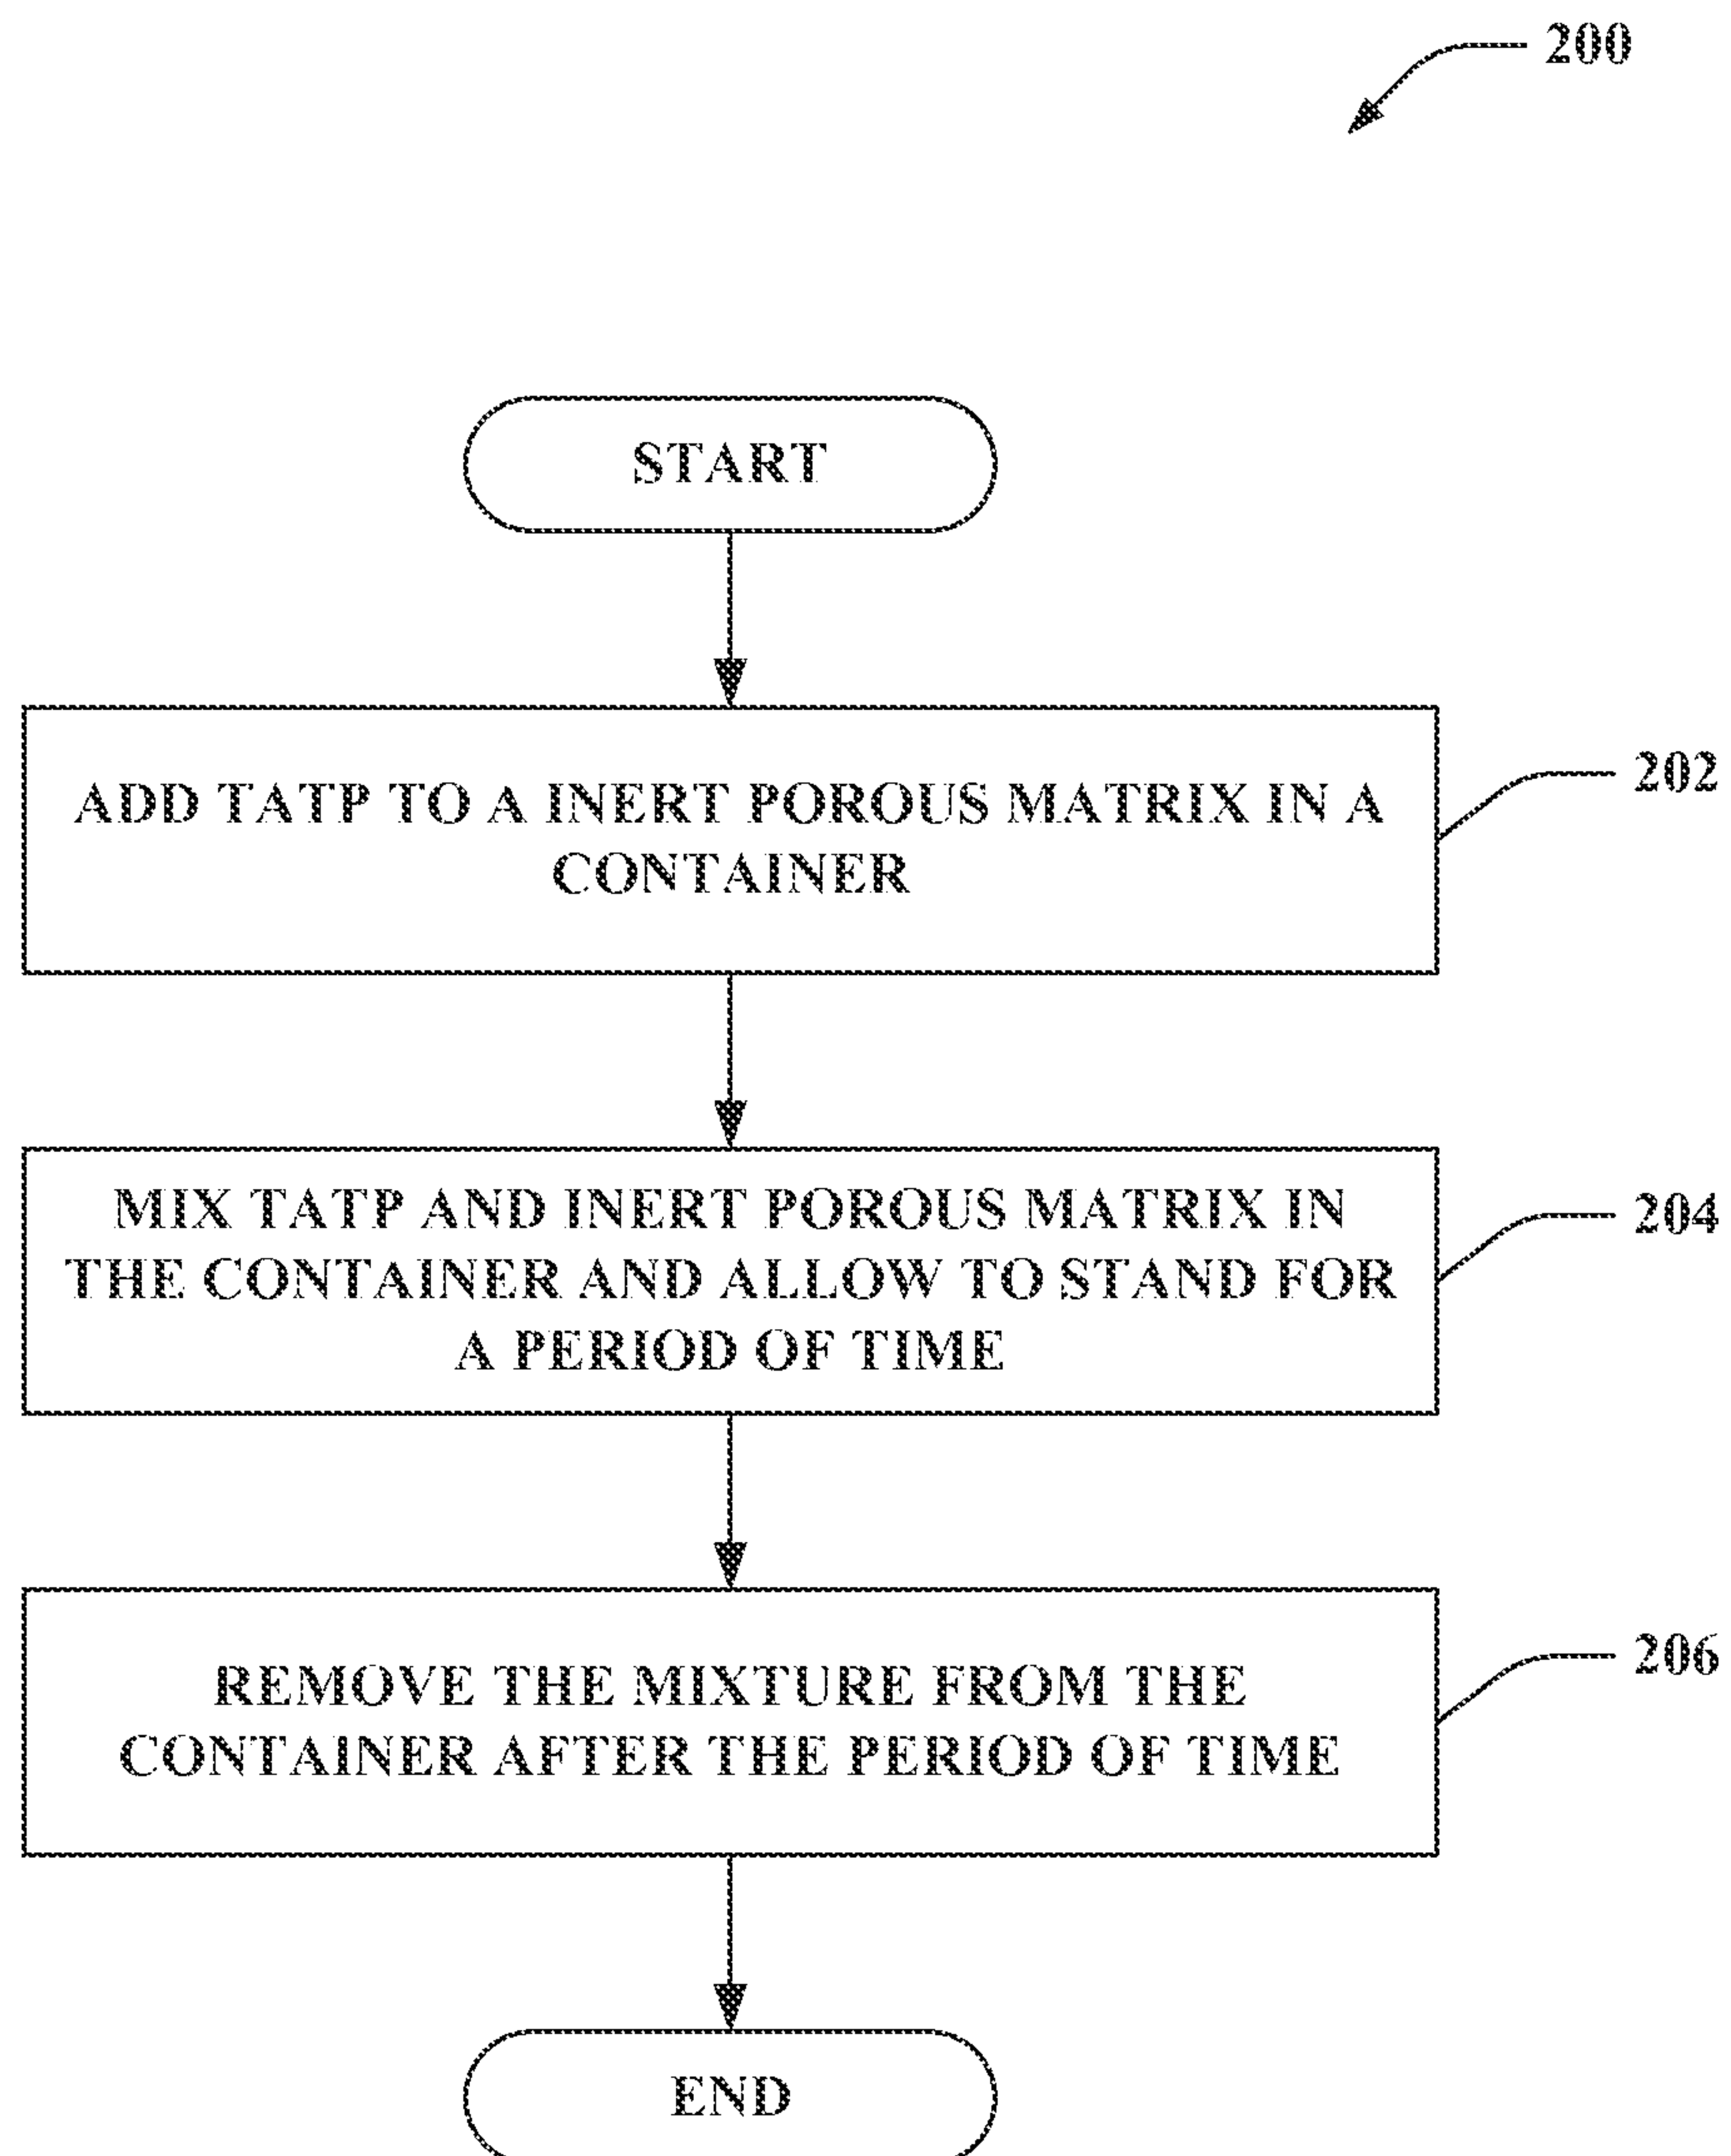 200
START
ADD TATP TO A INERT POROUS MATRIX IN A
CONTAINER
202
MIX TATP AND INERT POROUS MATRIX IN
THE CONTAINER AND ALLOW TO STAND FOR
A PERIOD OF TIME
204
REMOVE THE MIXTURE FROM THE
CONTAINER AFTER THE PERIOD OF TIME
206
END